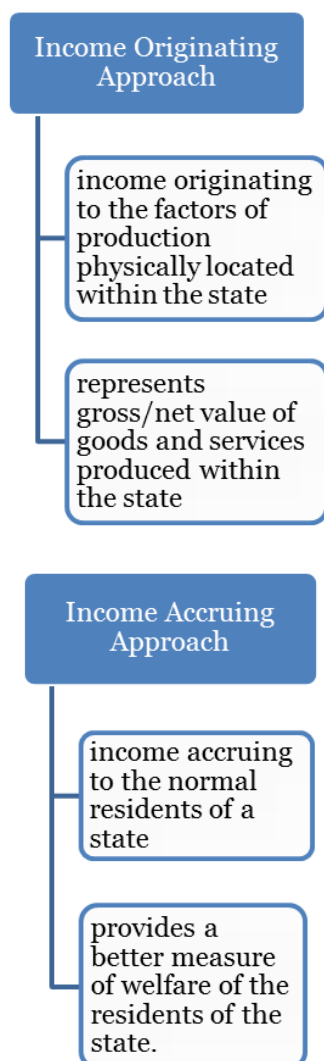 Income Originating
Approach
income originating
to the factors of
production
physically located
within the state
represents
gross/net value of
goods and services
produced within
the state
Income Accruing
Approach
income accruing
to the normal
residents of a
state
provides a
better measure
of welfare of the
residents of the
state.